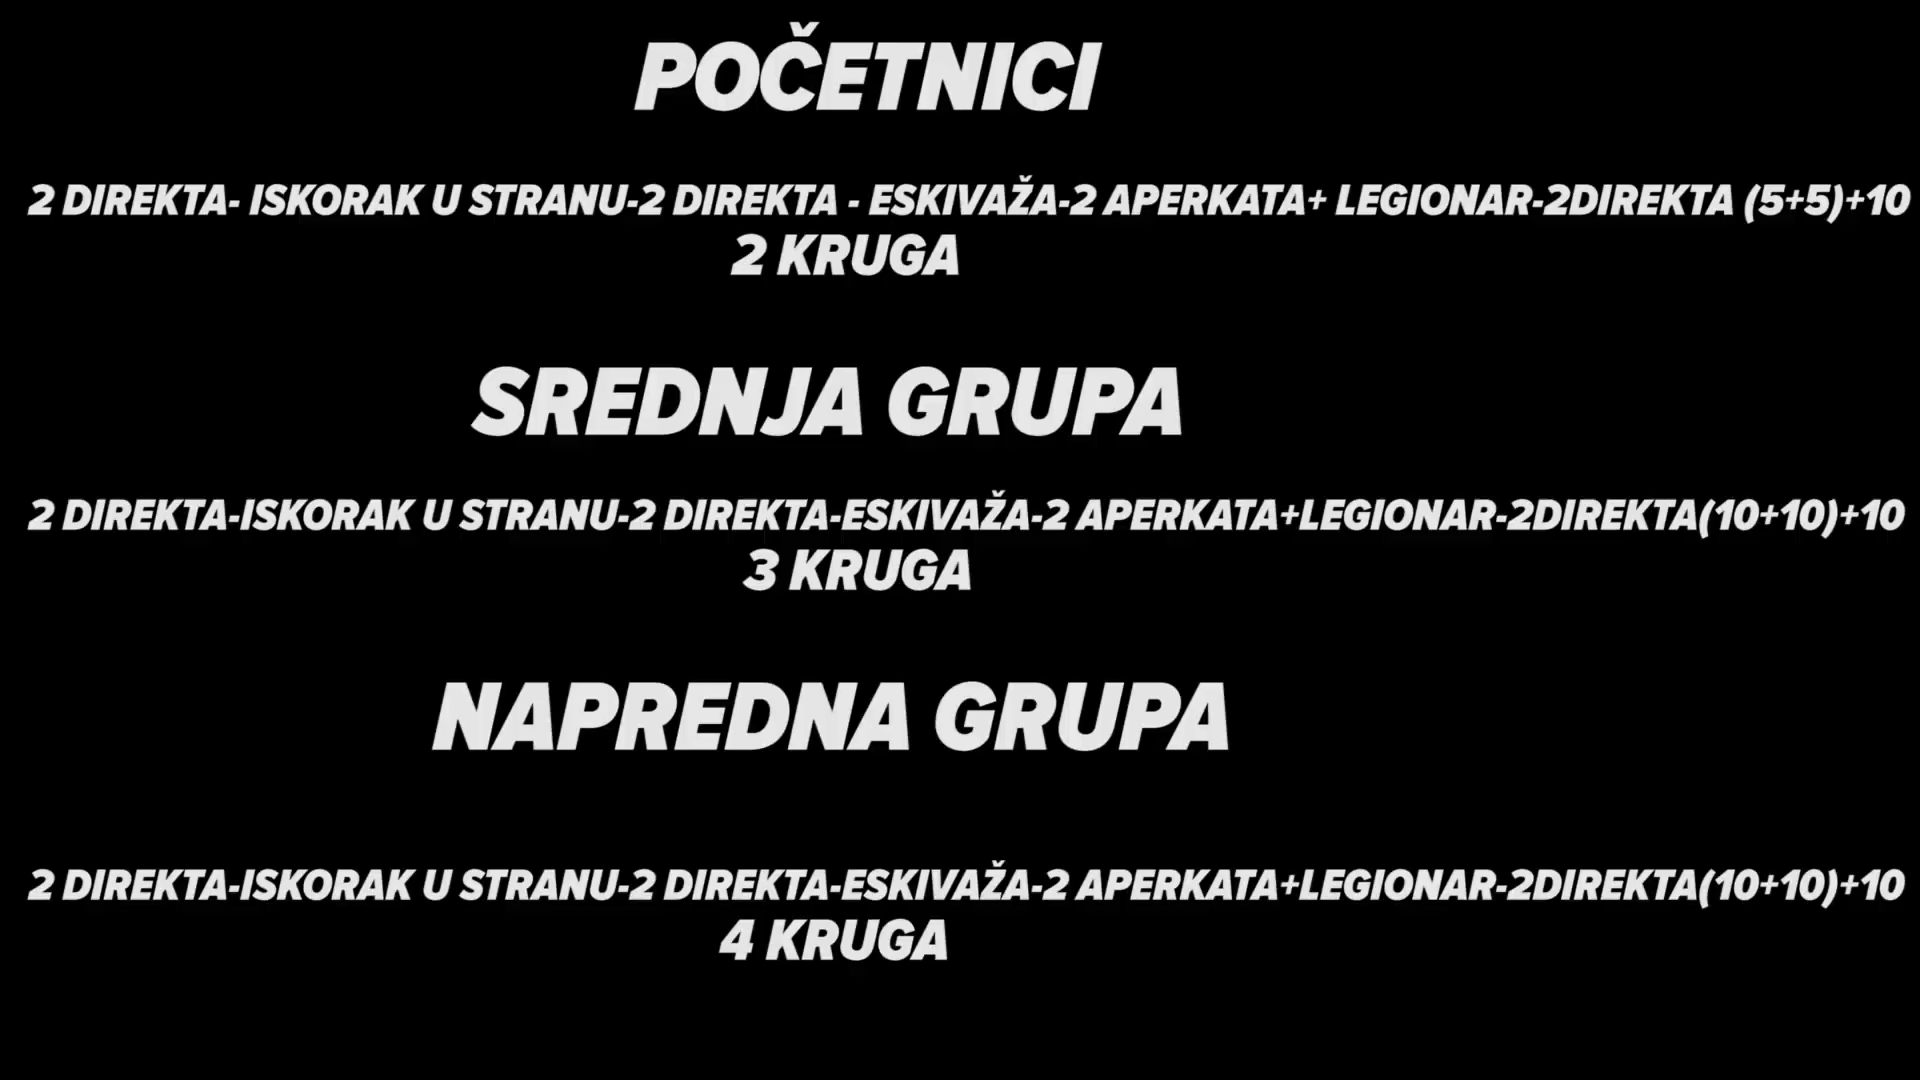 POČETNICI
2 DIREKTA- ISKORAK U STRANU-2 DIREKTA - ESKIVAŽA-2 APERKATA+ LEGIONAR-2DIREKTA (5+5)+10
2 KRUGA
SREDNJA GRUPA
2 DIREKTA-ISKORAK U STRANU-2 DIREKTA-ESKIVAŽA-2 APERKATA+LEGIONAR-2DIREKTA(10+10)+10
3 KRUGA
NAPREDNA GRUPA
2 DIREKTA-ISKORAK U STRANU-2 DIREKTA-ESKIVAŽA-2 APERKATA+LEGIONAR-2DIREKTA(10+10)+10
4 KRUGA